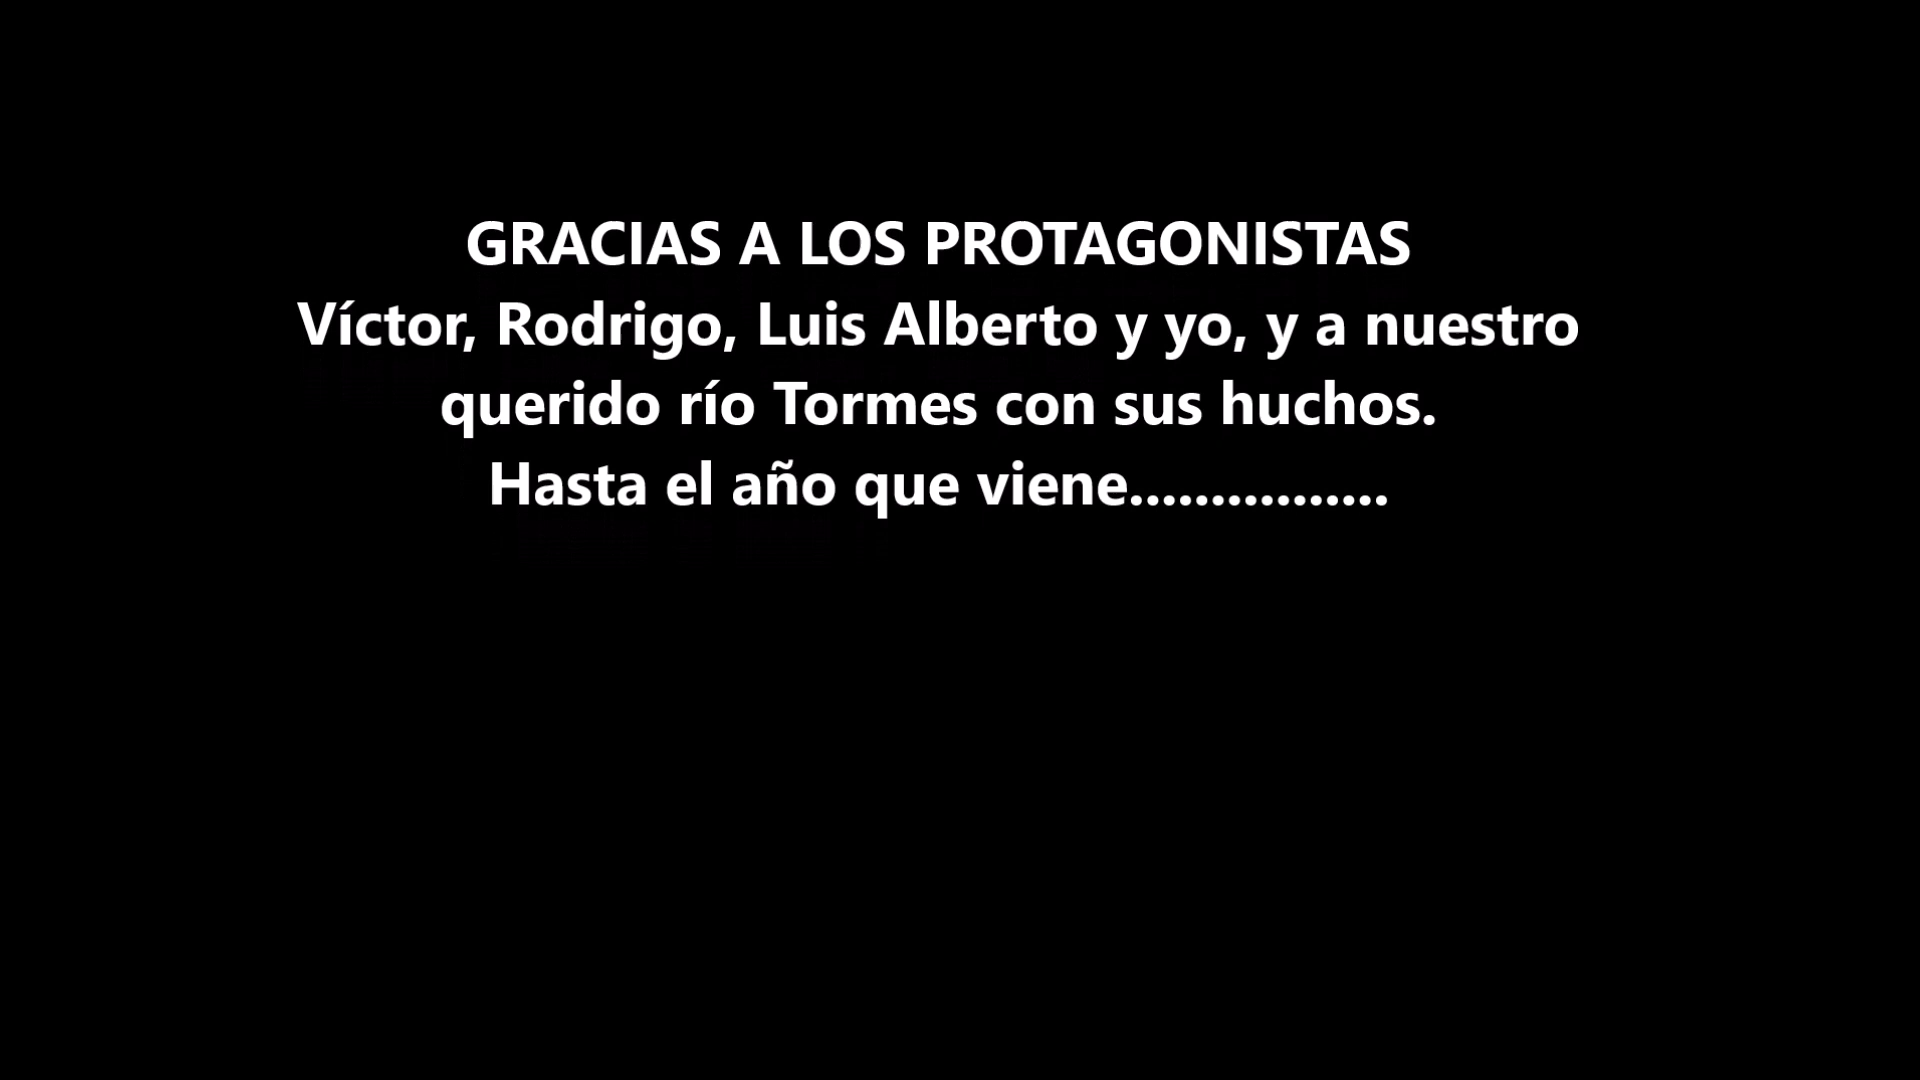 GRACIAS A LOS PROTAGONISTAS
Víctor, Rodrigo, Luis Alberto y yo, y a nuestro
querido río Tormes con sus huchos.
Hasta el año que viene................